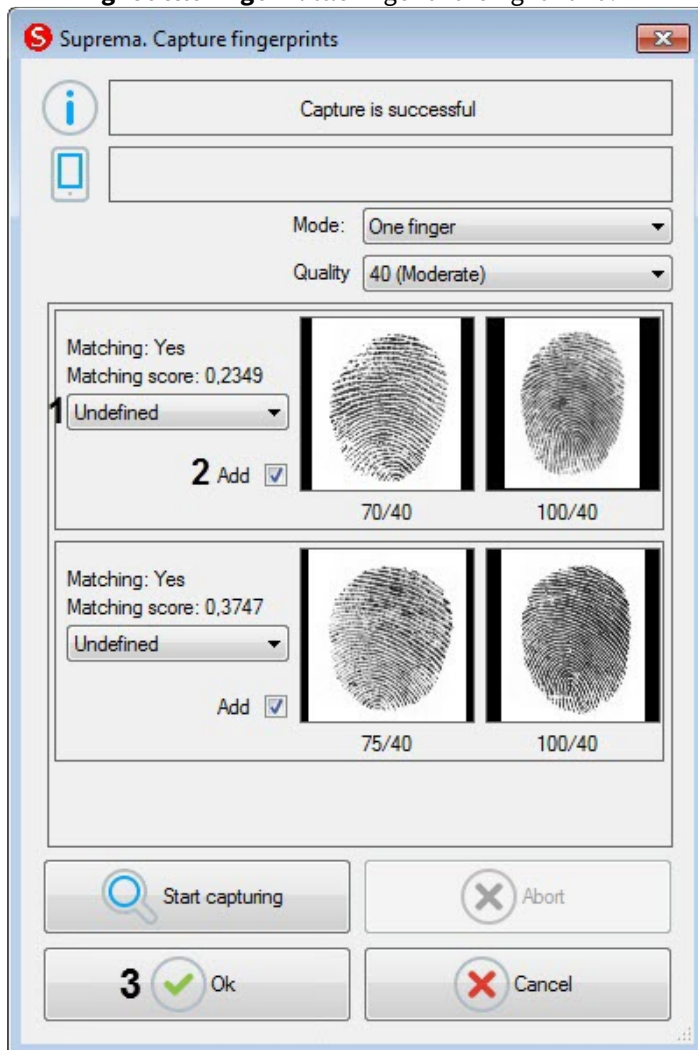 Suprema. Capture fingerprints
Capture is successful
Mode: One finger
Quality 40 (Moderate)
Matching: Yes
Matching score: 0,2349
1 Undefined
2 Add
70/40 100/40
Matching: Yes
Matching score: 0,3747
Undefined
Add
75/40 100/40
Start capturing Abort
3 Ok Cancel